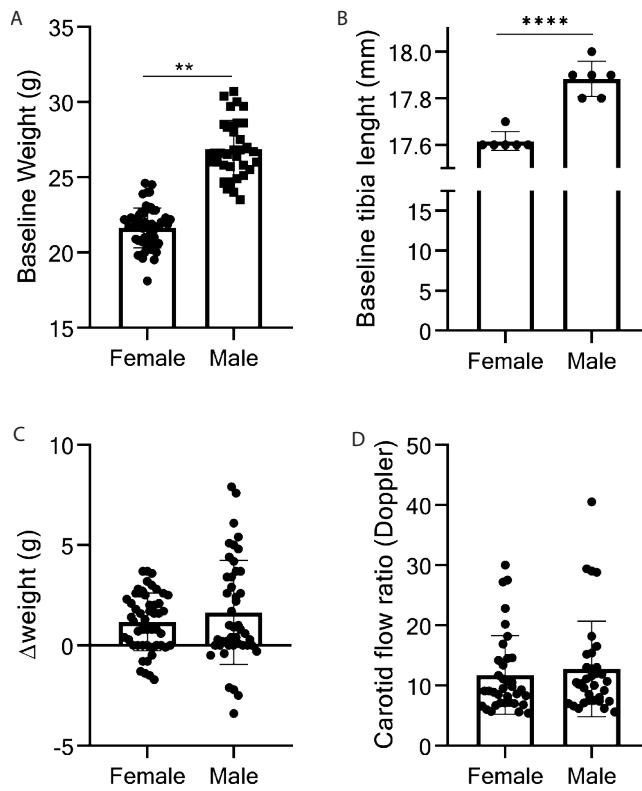 A
Baseline Weight (g)
35
30
25
20
15
**
Female
Male
B
Baseline tibia lenght (mm)
18.0
17.8
17.6
15
10
5
0
****
Female
Male
C
Δweight (g)
10
5
0
-5
Female
Male
D
Carotid flow ratio (Doppler)
50
40
30
20
10
0
Female
Male